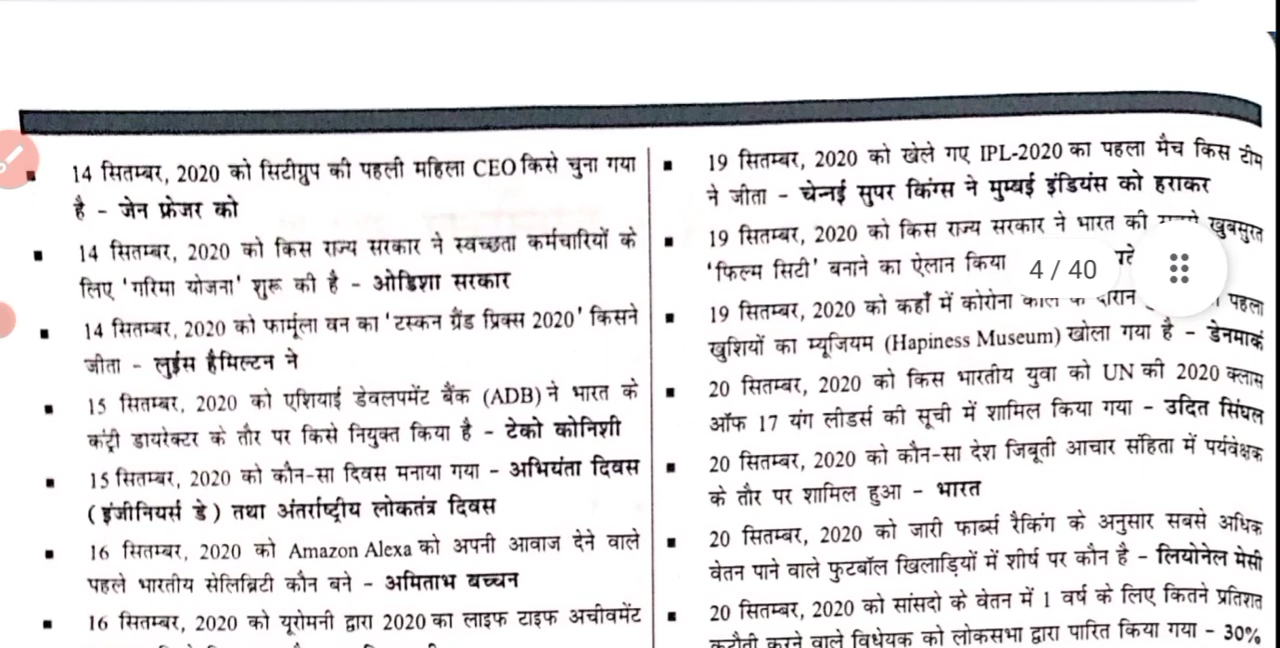 14 सितम्बर, 2020 को सिटीग्रुप की पहली महिला CEO किसे चुना गया
है - जेन फ्रेजर को
14 सितम्बर, 2020 को किस राज्य सरकार ने स्वच्छता कर्मचारियों के
लिए 'गरिमा योजना' शुरू की है - ओडिशा सरकार
14 सितम्बर, 2020 को फार्मूला वन का 'टस्कन ग्रैंड प्रिक्स 2020' किसने
जीता - लुईस हैमिल्टन ने
15 सितम्बर, 2020 को एशियाई डेवलपमेंट बैंक (ADB) ने भारत के
कंट्री डायरेक्टर के तौर पर किसे नियुक्त किया है - टेको कोनिशी
15 सितम्बर, 2020 को कौन-सा दिवस मनाया गया - अभियंता दिवस
(इंजीनियर्स डे) तथा अंतर्राष्ट्रीय लोकतंत्र दिवस
16 सितम्बर, 2020 को Amazon Alexa को अपनी आवाज देने वाले
पहले भारतीय सेलिब्रिटी कौन बने - अमिताभ बच्चन
16 सितम्बर, 2020 को यूरोमनी द्वारा 2020 का लाइफ टाइफ अचीवमेंट
19 सितम्बर, 2020 को खेले गए IPL-2020 का पहला मैच किस टीम
ने जीता - चेन्नई सुपर किंग्स ने मुम्बई इंडियंस को हराकर
19 सितम्बर, 2020 को किस राज्य सरकार ने भारत की खुबसुरत
'फिल्म सिटी' बनाने का ऐलान किया
4 / 40
19 सितम्बर, 2020 को कहाँ में कोरोना काल के दौरान पहला
खुशियों का म्यूजियम (Hapiness Museum) खोला गया है - डेनमार्क
20 सितम्बर, 2020 को किस भारतीय युवा को UN की 2020 क्लास
ऑफ 17 यंग लीडर्स की सूची में शामिल किया गया - उदित सिंघल
20 सितम्बर, 2020 को कौन-सा देश जिबूती आचार संहिता में पर्यवेक्षक
के तौर पर शामिल हुआ - भारत
20 सितम्बर, 2020 को जारी फार्ब्स रैकिंग के अनुसार सबसे अधिक
वेतन पाने वाले फुटबॉल खिलाड़ियों में शीर्ष पर कौन है - लियोनेल मेसी
20 सितम्बर, 2020 को सांसदो के वेतन में 1 वर्ष के लिए कितने प्रतिशत
कटौती करने वाले विधेयक को लोकसभा द्वारा पारित किया गया - 30%